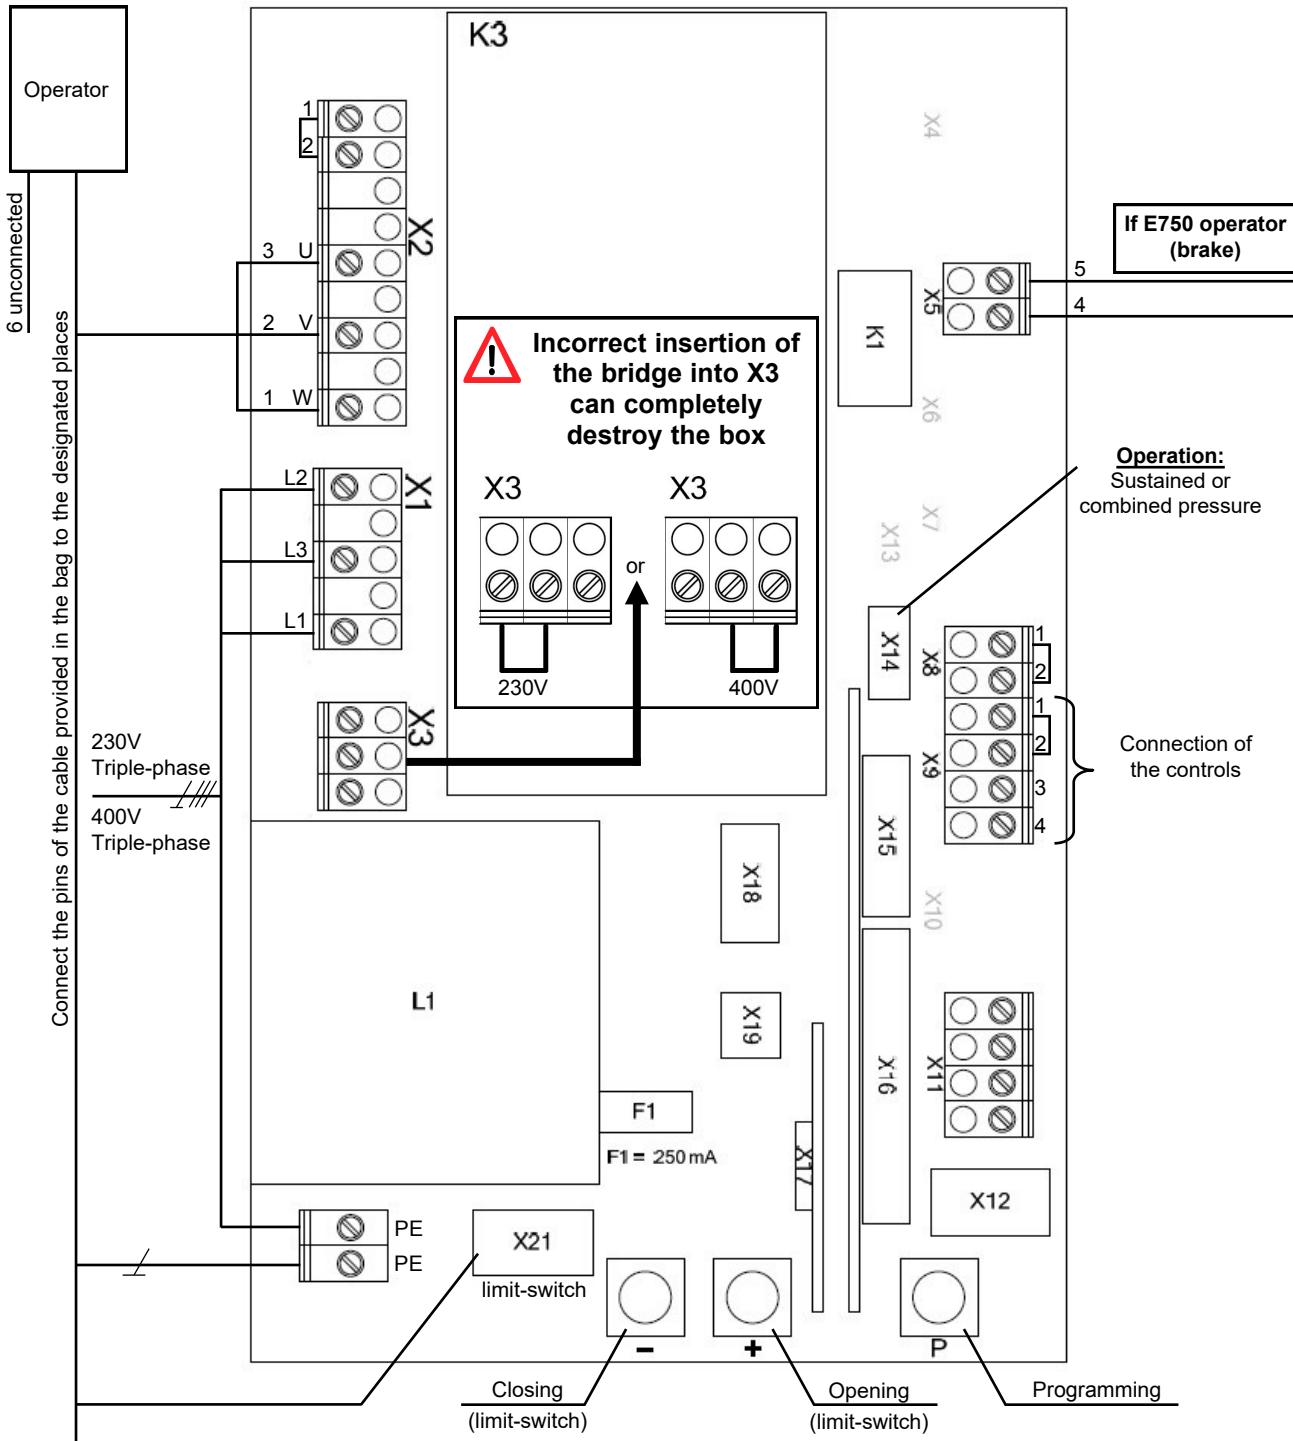 Operator
6 unconnected
Connect the pins of the cable provided in the bag to the designated places
K3
1
2
X2
3 U
2 V
1 W
L2
X1
L3
L1
X3
230V
Triple-phase
400V
Triple-phase
Incorrect insertion of
the bridge into X3
can completely
destroy the box
X3
X3
or
230V
400V
X4
If E750 operator
(brake)
K1
X5
5
4
X6
Operation:
Sustained or
combined pressure
X7
X13
X14
X8
1
2
1
2
X9
3
4
Connection of
the controls
X15
X18
X10
L1
X19
X16
X11
F1
F1 = 250 mA
X17
X12
PE
PE
X21
limit-switch
-
+
P
Closing
(limit-switch)
Opening
(limit-switch)
Programming